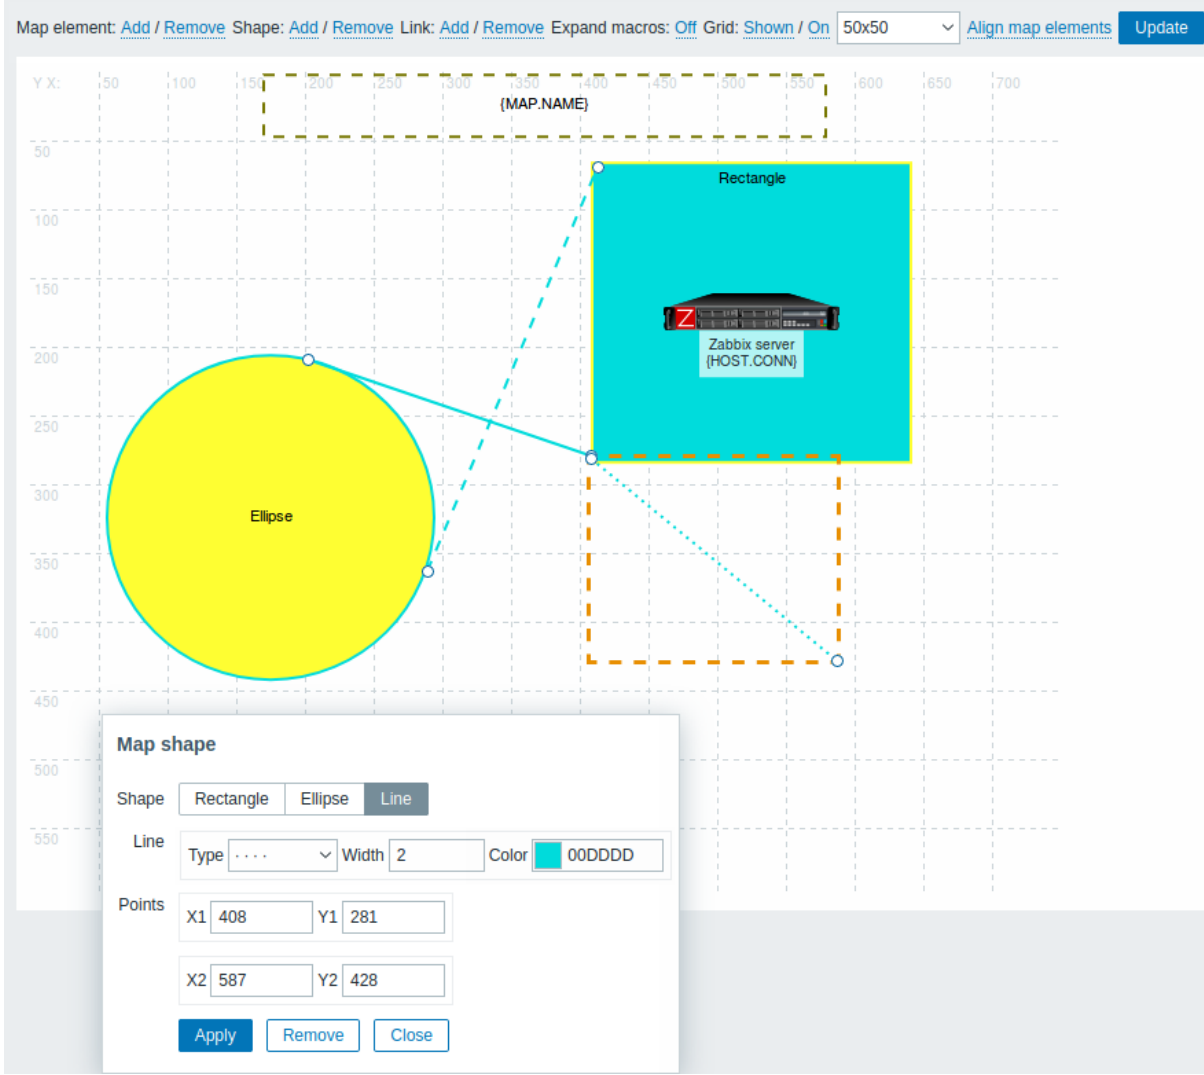 Map element: Add / Remove Shape: Add / Remove Link: Add / Remove Expand macros: Off Grid: Shown / On 50x50 Align map elements Update
Y X: 50 100 150 200 250 300 350 400 450 500 550 600 650 700
{MAP.NAME}
50
Rectangle
100
150
Z
Zabbix server
200
{HOST.CONN}
250
300
Ellipse
350
400
450
Map shape
500
Shape Rectangle Ellipse Line
550
Line Type Width 2 Color 00DDDD
Points X1 408 Y1 281
X2 587 Y2 428
Apply Remove Close